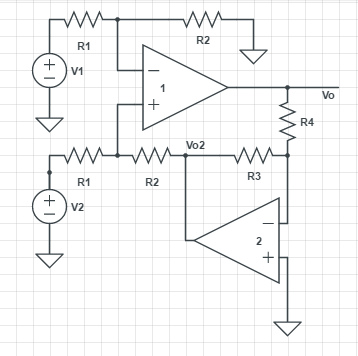 R1
R2
V1
−
1
+
Vo
R4
Vo2
R1
R2
R3
V2
−
2
+